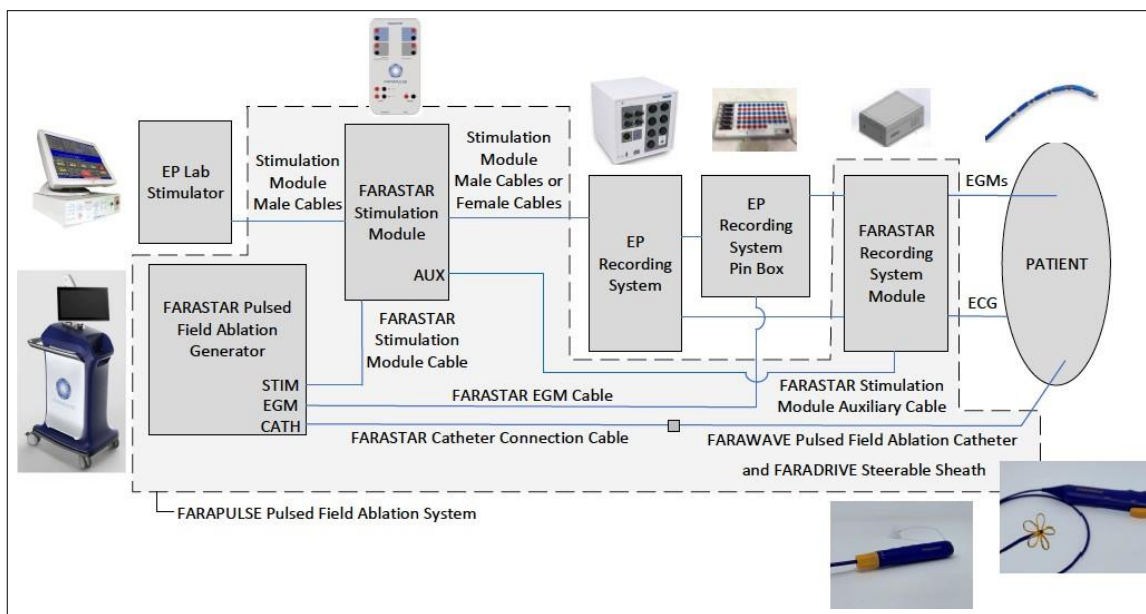 EP Lab
Stimulator
Stimulation
Module
Male Cables
FARASTAR
Stimulation
Module
AUX
Stimulation
Module
Male Cables or
Female Cables
EP
Recording
System
EP
Recording
System
Pin Box
FARASTAR
Recording
System
Module
EGMs
ECG
PATIENT
FARASTAR Pulsed
Field Ablation
Generator
STIM
EGM
CATH
FARASTAR
Stimulation
Module Cable
FARASTAR EGM Cable
FARASTAR Stimulation
Module Auxiliary Cable
FARASTAR Catheter Connection Cable
FARAWAVE Pulsed Field Ablation Catheter
and FARADRIVE Steerable Sheath
FARAPULSE Pulsed Field Ablation System